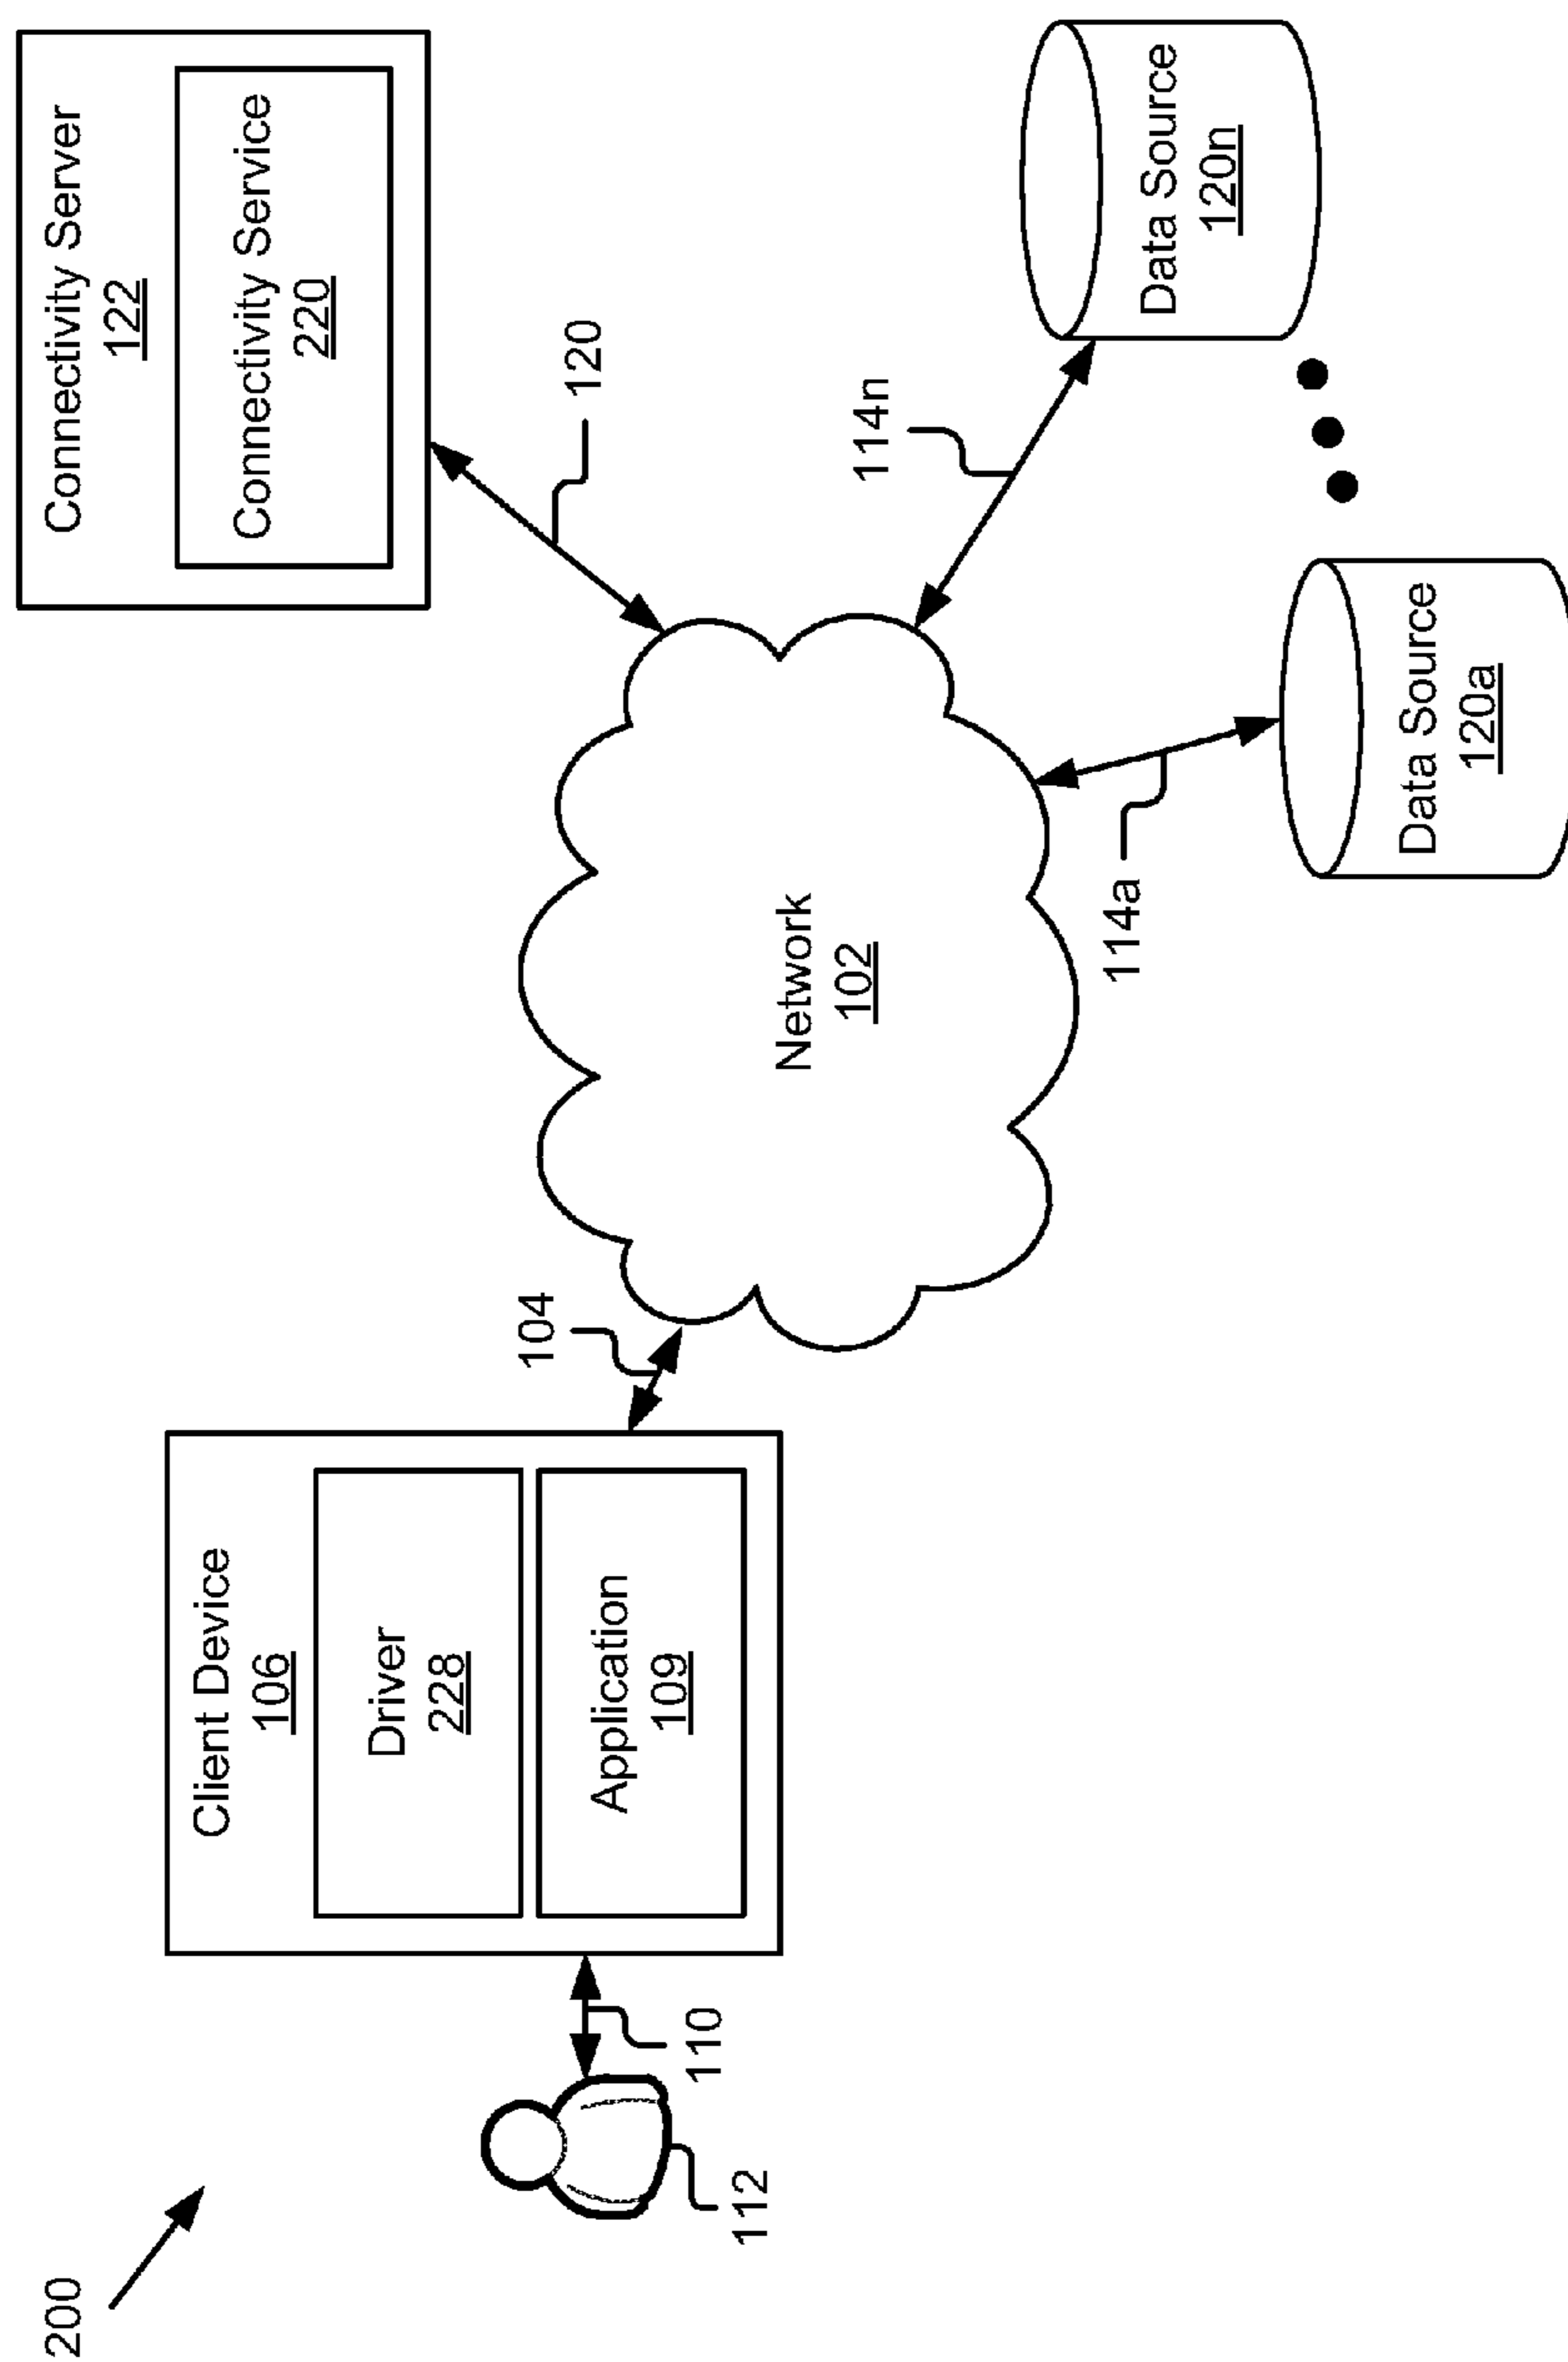 200
Client Device
106
Driver
228
Application
109
110
112
104
Network
102
Connectivity Server
122
Connectivity Service
220
120
114n
Data Source
120n
114a
Data Source
120a